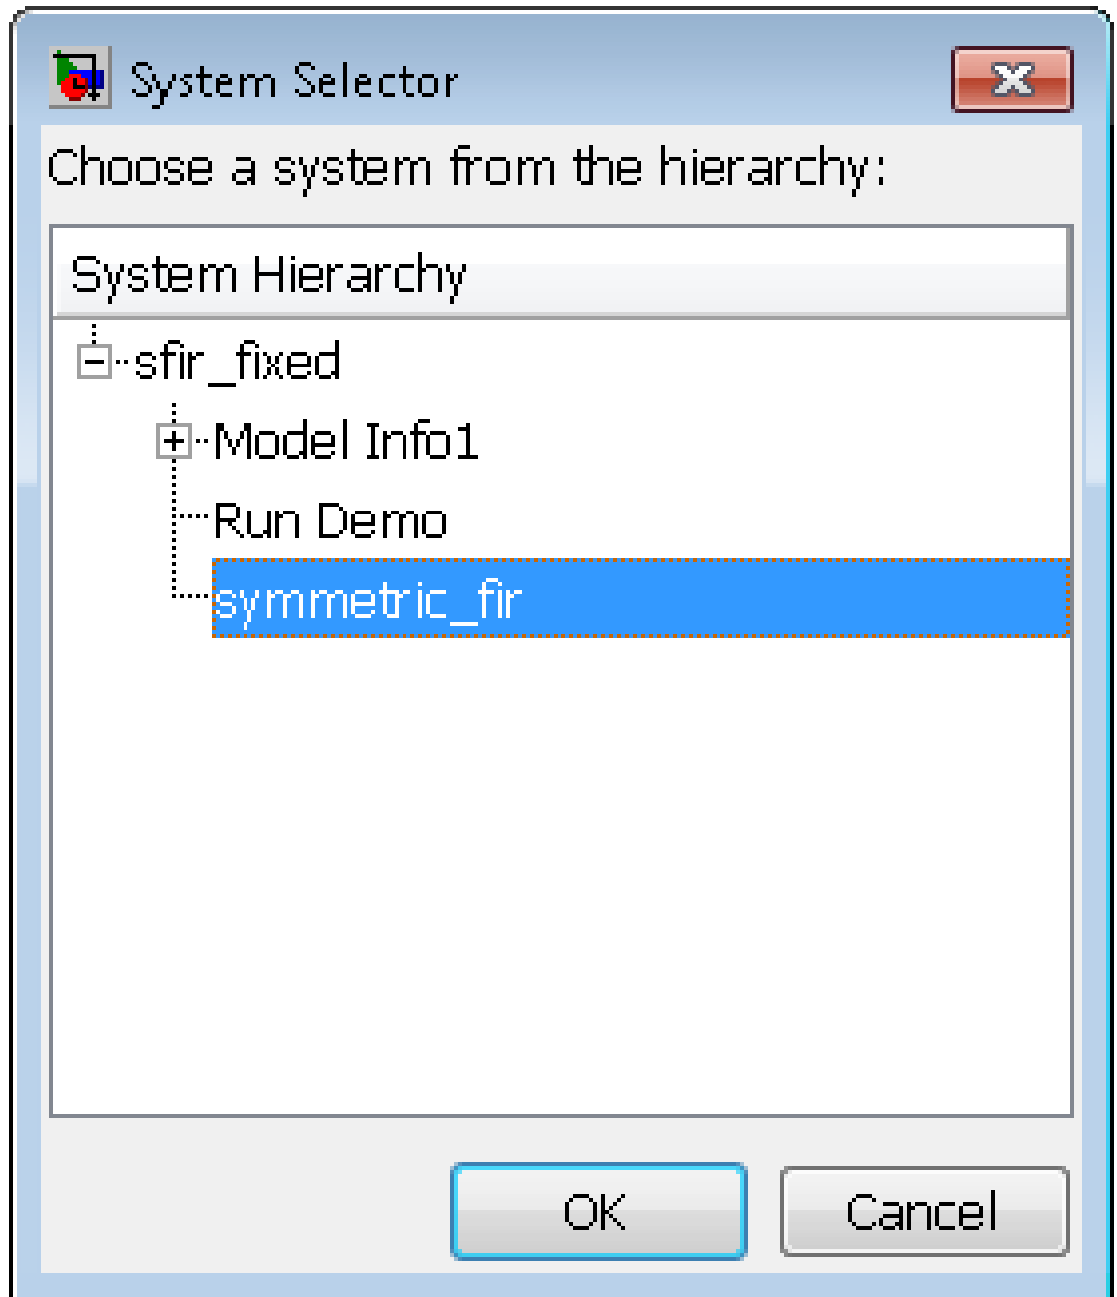 System Selector
Choose a system from the hierarchy:
System Hierarchy
sfir_fixed
Model Info1
Run Demo
symmetric_fir
OK
Cancel